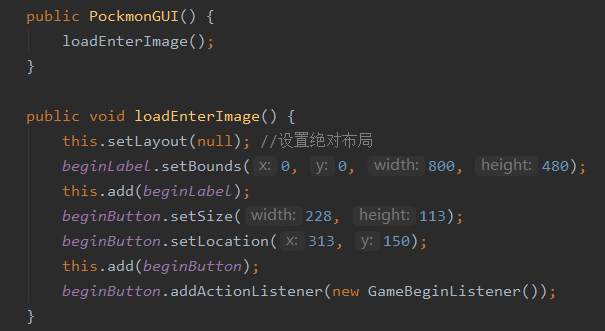 public PockmonGUI() {
loadEnterImage();
}
public void loadEnterImage() {
this.setLayout(null); //设置绝对布局
beginLabel.setBounds( x: 0, y: 0, width: 800, height: 480);
this.add(beginLabel);
beginButton.setSize( width: 228, height: 113);
beginButton.setLocation( x: 313, y: 150);
this.add(beginButton);
beginButton.addActionListener(new GameBeginListener());
}